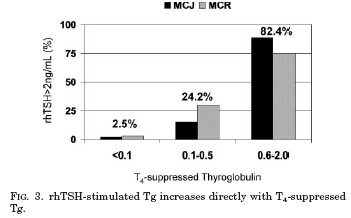 MCJ MCR
82.4%
100
75
50
25
0
rhTSH>2ng/mL (%)
24.2%
2.5%
<0.1 0.1-0.5 0.6-2.0
T₄-suppressed Thyroglobulin
FIG. 3. rhTSH-stimulated Tg increases directly with T₄-suppressed
Tg.